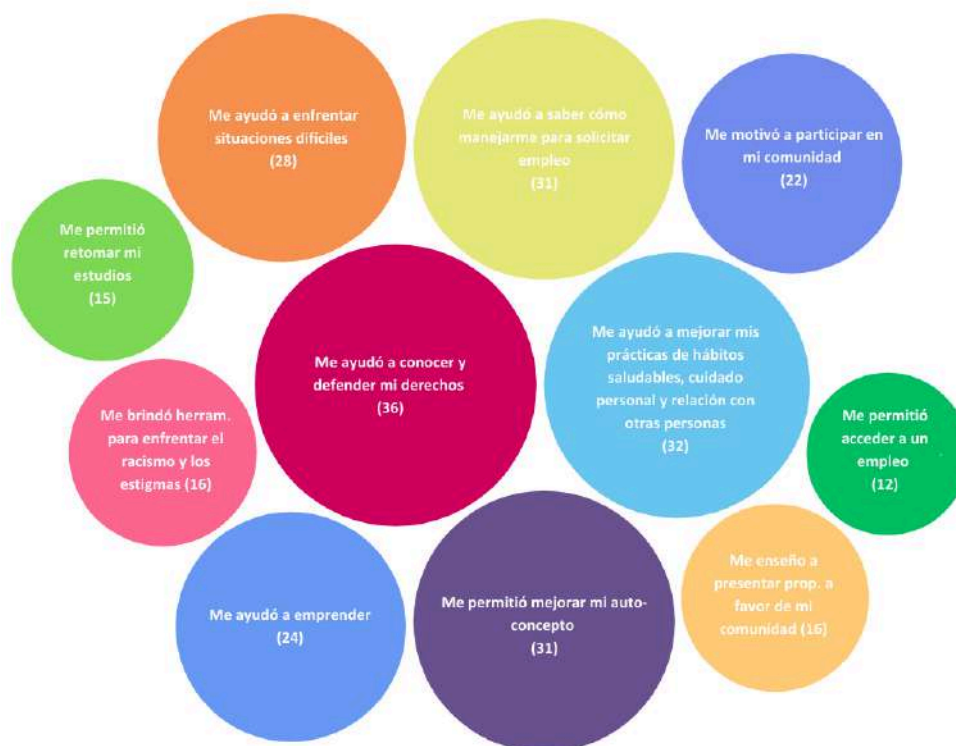 Me ayudó a enfrentar
situaciones difíciles
(28)
Me ayudó a saber cómo
manejarme para solicitar
empleo
(31)
Me motivó a participar en
mi comunidad
(22)
Me permitió
retomar mi
estudios
(15)
Me ayudó a conocer y
defender mi derechos
(36)
Me ayudó a mejorar mis
prácticas de hábitos
saludables, cuidado
personal y relación con
otras personas
(32)
Me brindó herram.
para enfrentar el
racismo y los
estigmas (16)
Me permitió
acceder a un
empleo
(12)
Me ayudó a emprender
(24)
Me permitió mejorar mi auto-
concepto
(31)
Me enseño a
presentar prop. a
favor de mi
comunidad (16)